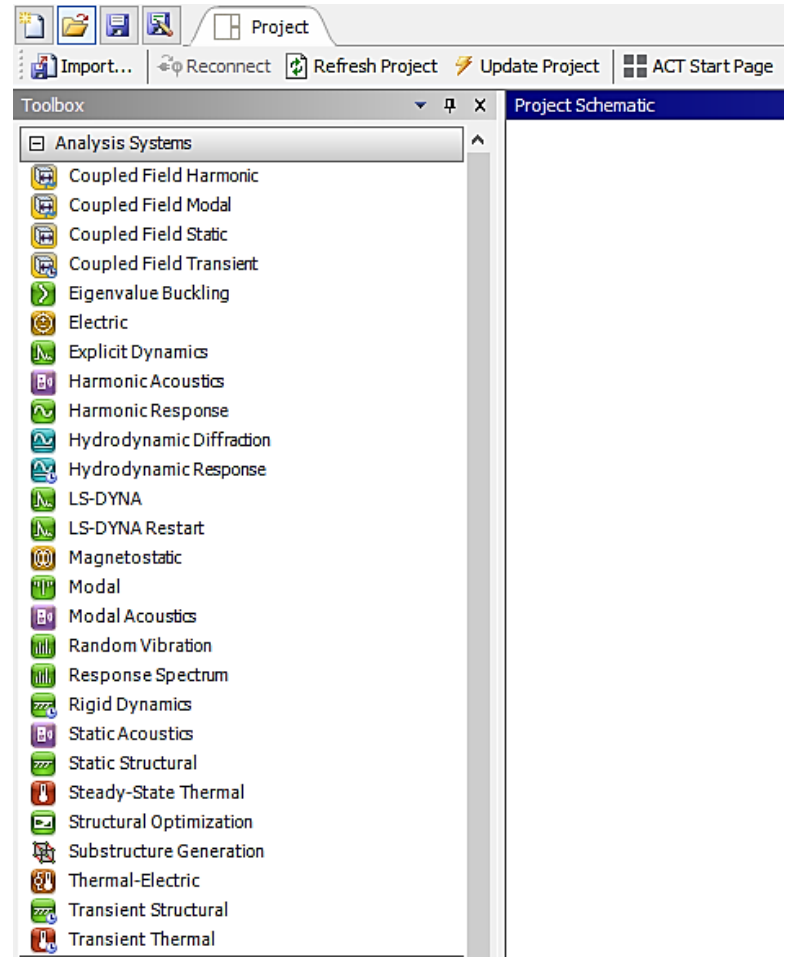 Project
Import... Reconnect Refresh Project Update Project ACT Start Page
Toolbox
Project Schematic
Analysis Systems
Coupled Field Harmonic
Coupled Field Modal
Coupled Field Static
Coupled Field Transient
Eigenvalue Buckling
Electric
Explicit Dynamics
Harmonic Acoustics
Harmonic Response
Hydrodynamic Diffraction
Hydrodynamic Response
LS-DYNA
LS-DYNA Restart
Magnetostatic
Modal
Modal Acoustics
Random Vibration
Response Spectrum
Rigid Dynamics
Static Acoustics
Static Structural
Steady-State Thermal
Structural Optimization
Substructure Generation
Thermal-Electric
Transient Structural
Transient Thermal